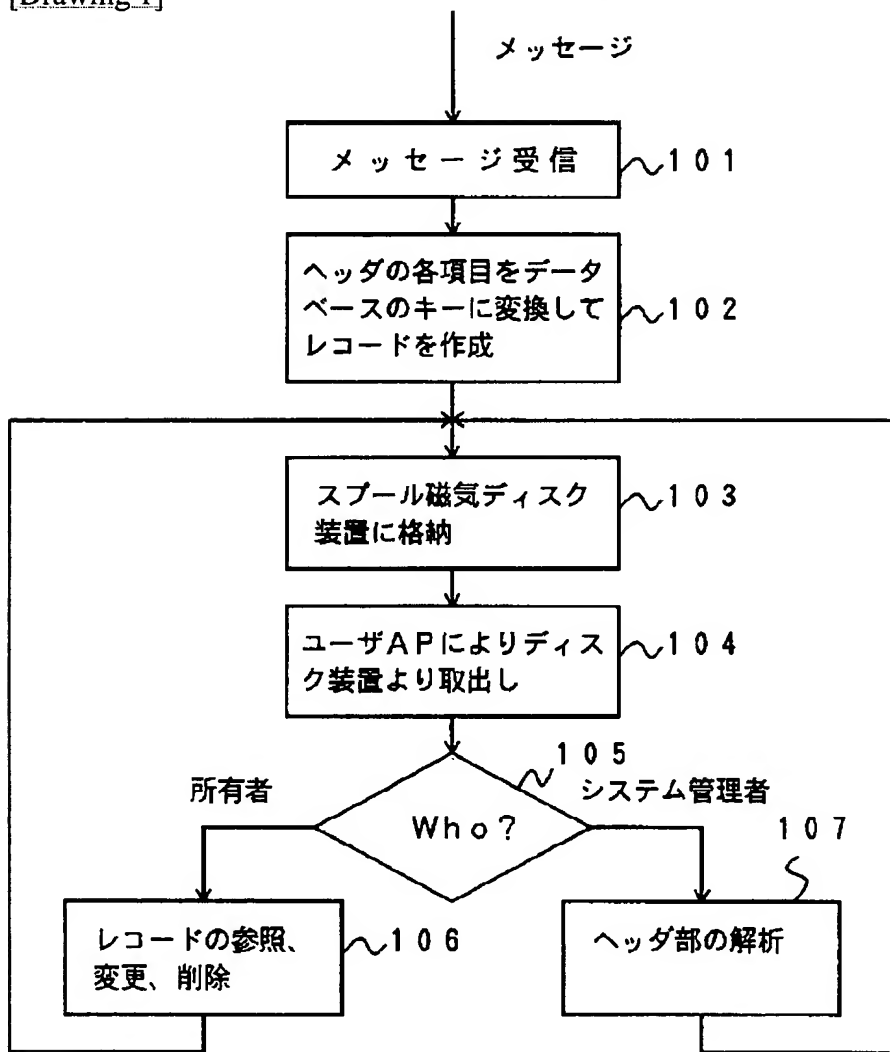 [Drawing 1]
メッセージ
メッセージ受信
101
ヘッダの各項目をデータ
ベースのキーに変換して
レコードを作成
102
スプール磁気ディスク
装置に格納
103
ユーザAPによりディス
ク装置より取出し
104
105
所有者
システム管理者
Who?
107
レコードの参照、
変更、削除
106
ヘッダ部の解析